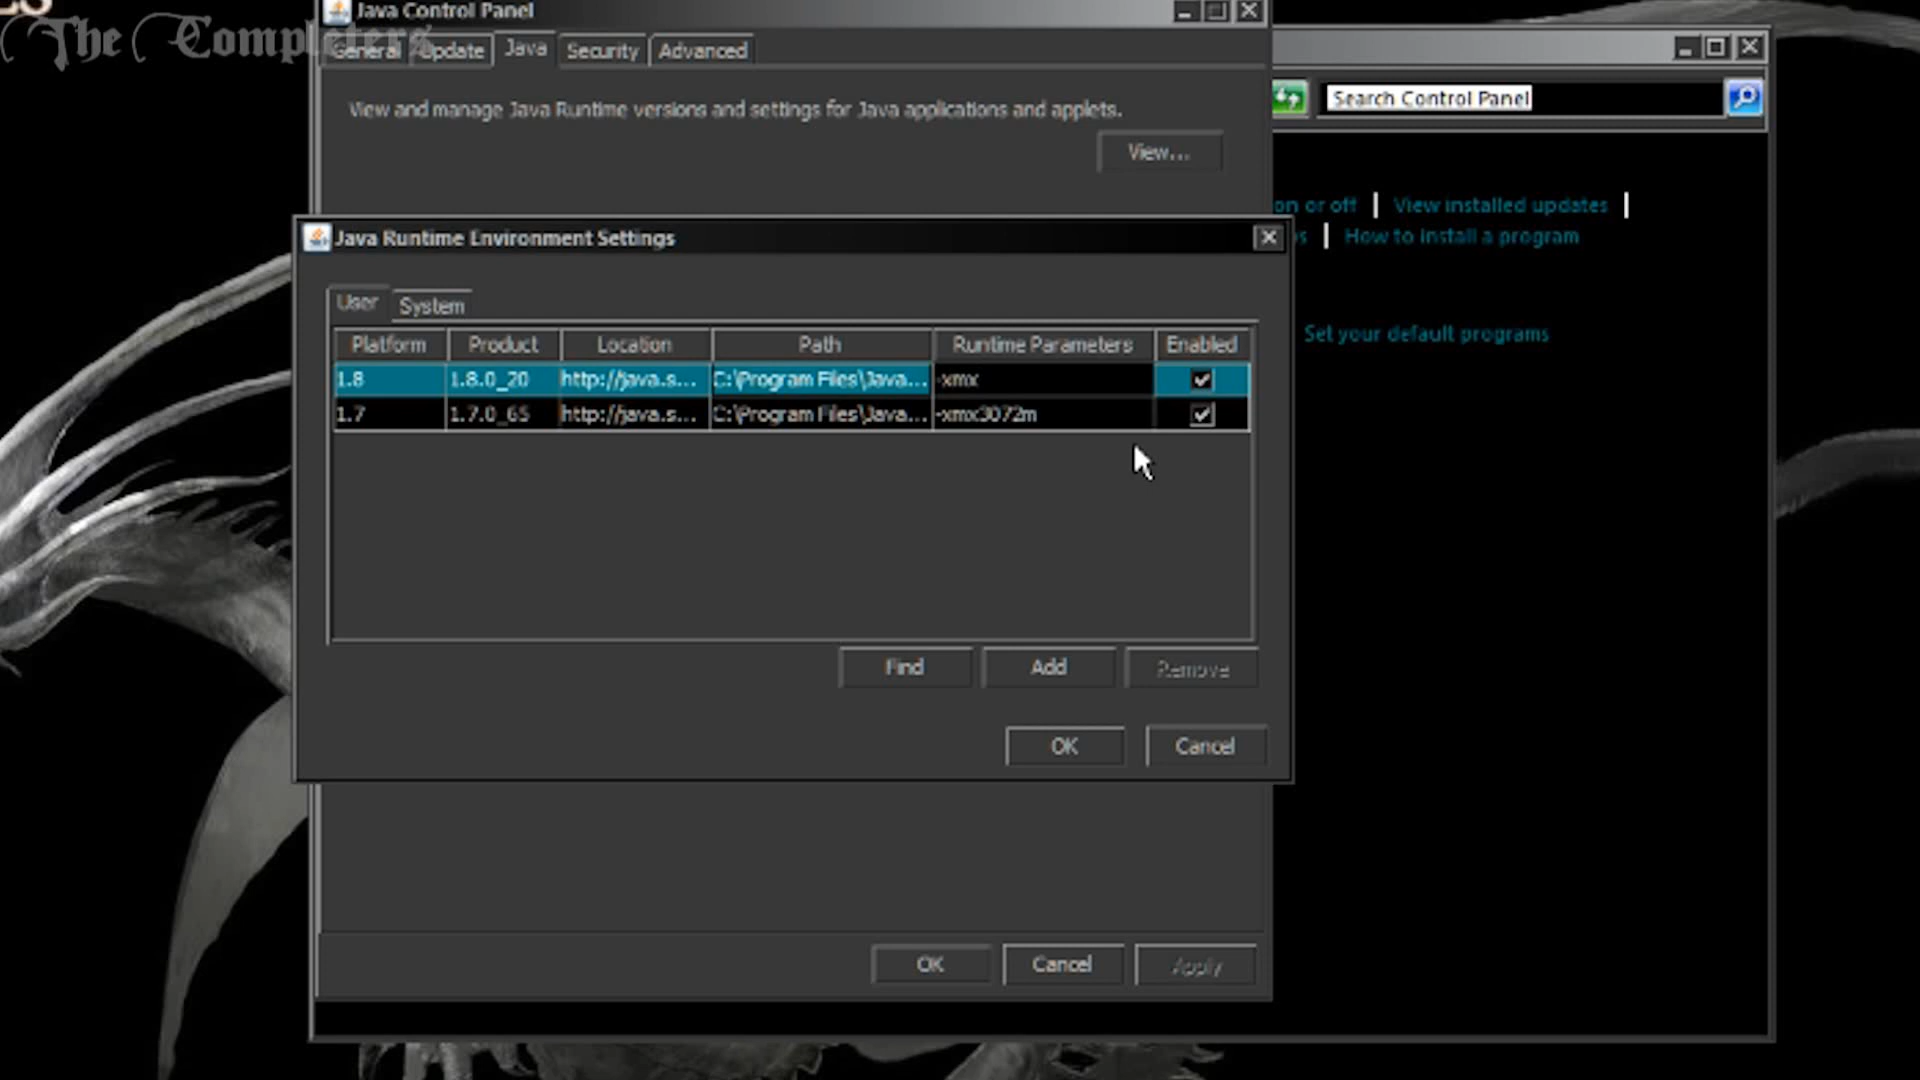 The Completers
Java Control Panel
General Update Java Security Advanced
View and manage Java Runtime versions and settings for Java applications and applets.
View...
Search Control Panel
on or off | View installed updates |
| How to install a program
Set your default programs
Java Runtime Environment Settings
User System
Platform Product Location Path Runtime Parameters Enabled
1.8 1.8.0_20 http://java.s... C:\Program Files\Java... -xmx
1.7 1.7.0_65 http://java.s... C:\Program Files\Java... -xmx3072m
Find Add Remove
OK Cancel
OK Cancel Apply